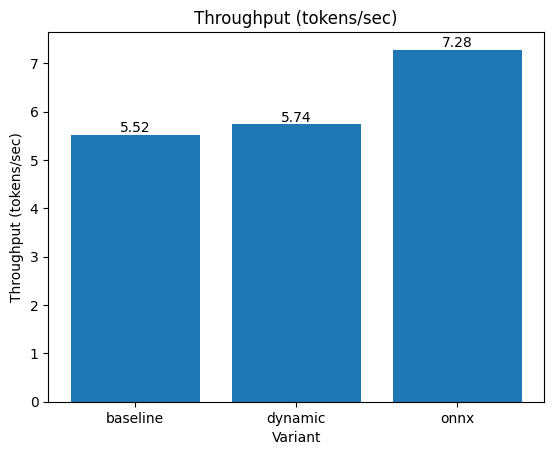 Throughput (tokens/sec)
7.28
5.74
5.52
Throughput (tokens/sec)
7
6
5
4
3
2
1
0
baseline dynamic onnx
Variant